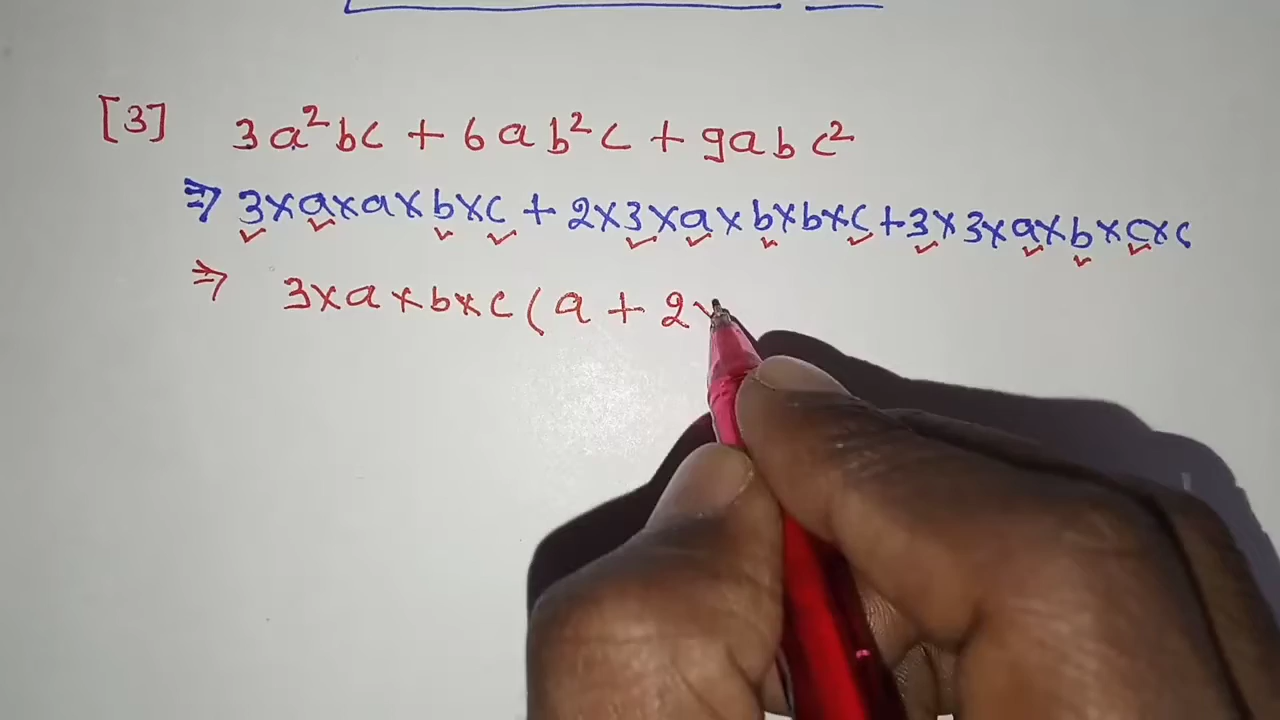 [3] 3a²bc + 6ab²c + 9abc²
⇒ 3×a×a×b×c + 2×3×a×b×b×c + 3×3×a×b×c×c
⇒ 3×a×b×c(a + 2×